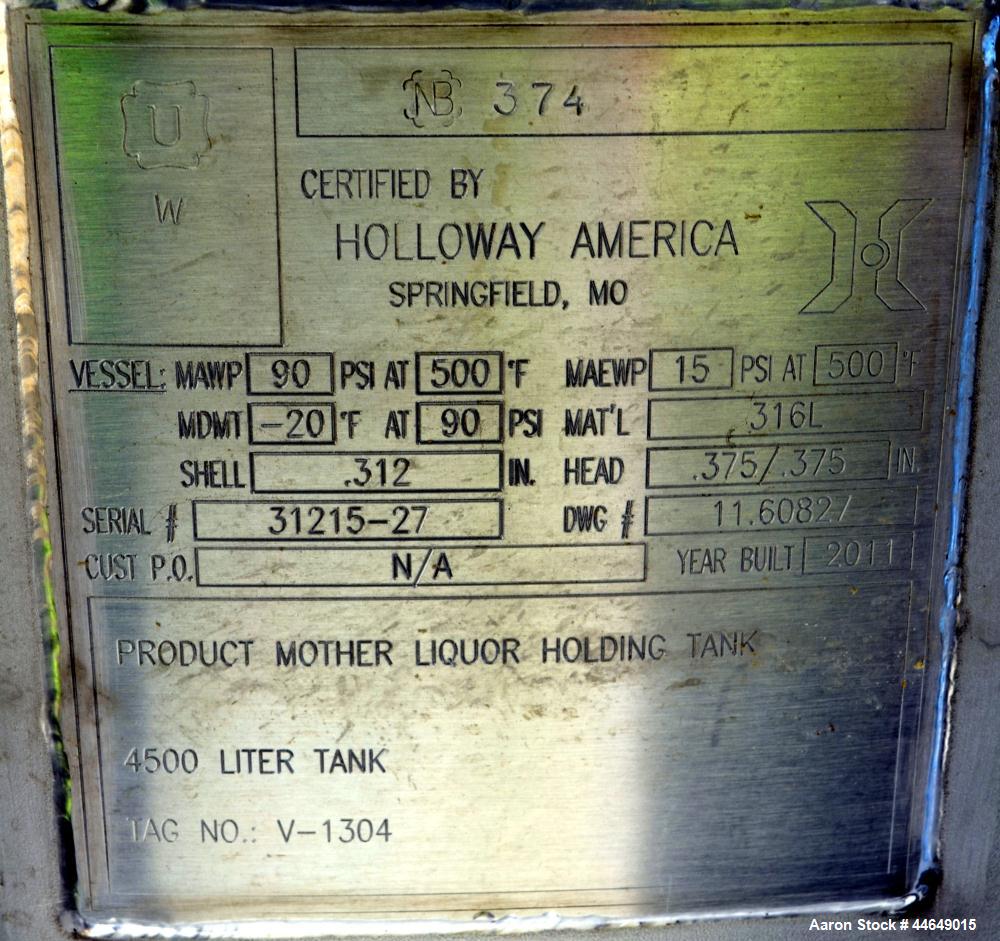 U
W
NB 374
CERTIFIED BY
HOLLOWAY AMERICA
SPRINGFIELD, MO
VESSEL: MAWP 90 PSI AT 500 °F MAEWP 15 PSI AT 500 °F
MDMT -20 °F AT 90 PSI MAT'L 316L
SHELL .312 IN. HEAD .375/.375 IN.
SERIAL # 31215-27 DWG # 11.60827
CUST P.O. N/A YEAR BUILT 2011
PRODUCT MOTHER LIQUOR HOLDING TANK
4500 LITER TANK
TAG NO.: V-1304
Aaron Stock # 44649015